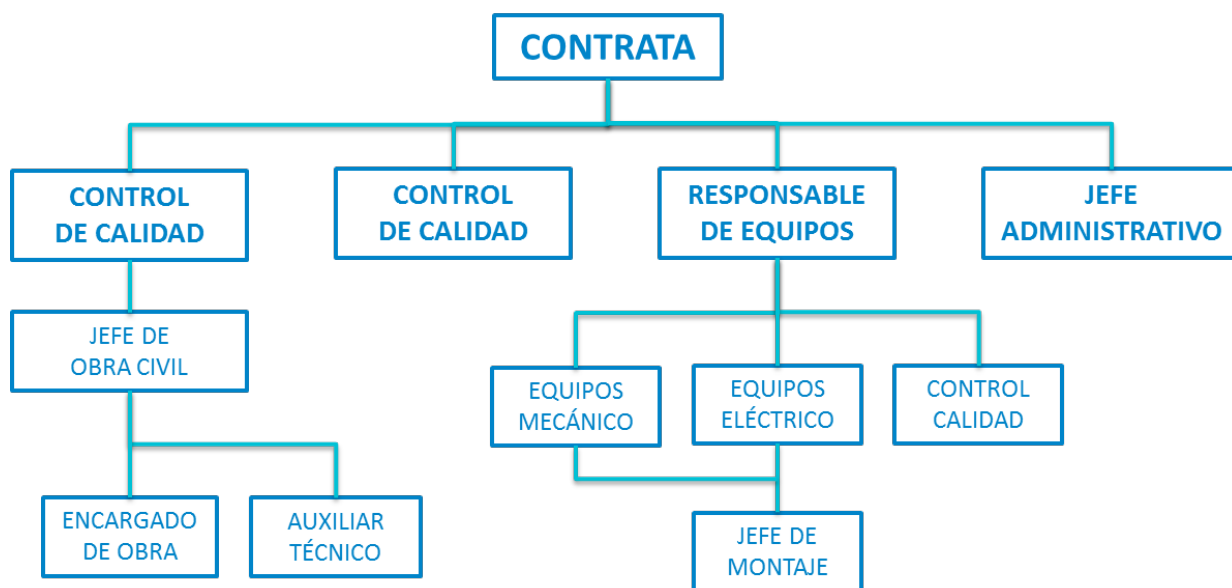 CONTRATA
CONTROL
DE CALIDAD
CONTROL
DE CALIDAD
RESPONSABLE
DE EQUIPOS
JEFE
ADMINISTRATIVO
JEFE DE
OBRA CIVIL
EQUIPOS
MECÁNICO
EQUIPOS
ELÉCTRICO
CONTROL
CALIDAD
ENCARGADO
DE OBRA
AUXILIAR
TÉCNICO
JEFE DE
MONTAJE